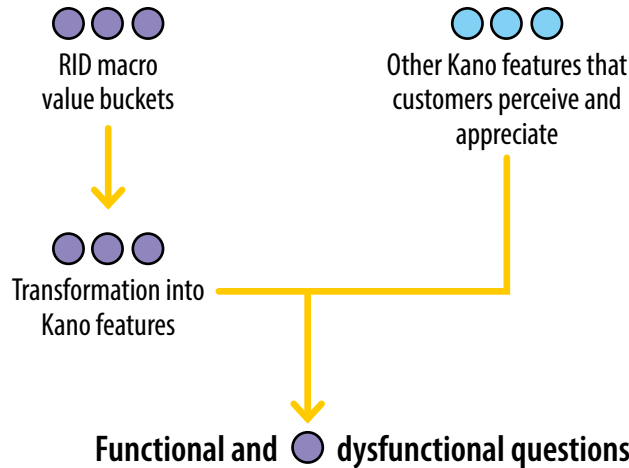 RID macro
value buckets
Other Kano features that
customers perceive and
appreciate
Transformation into
Kano features
Functional and dysfunctional questions